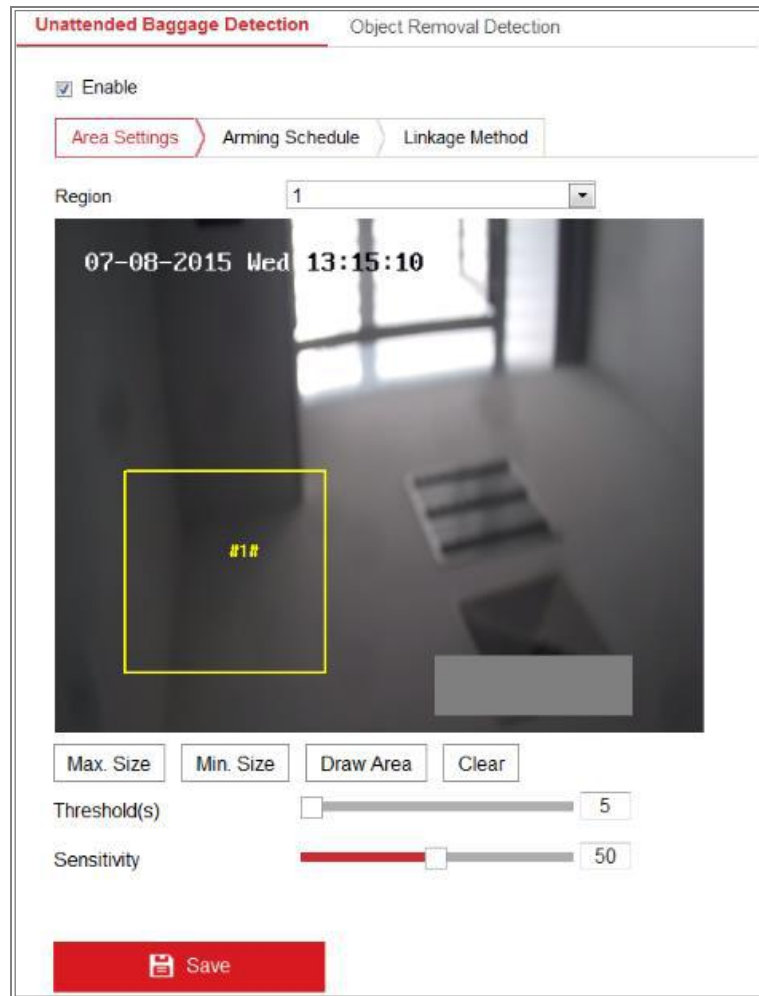 Unattended Baggage Detection Object Removal Detection
Enable
Area Settings Arming Schedule Linkage Method
Region 1
07-08-2015 Wed 13:15:10
#1#
Max. Size Min. Size Draw Area Clear
Threshold(s) 5
Sensitivity 50
Save